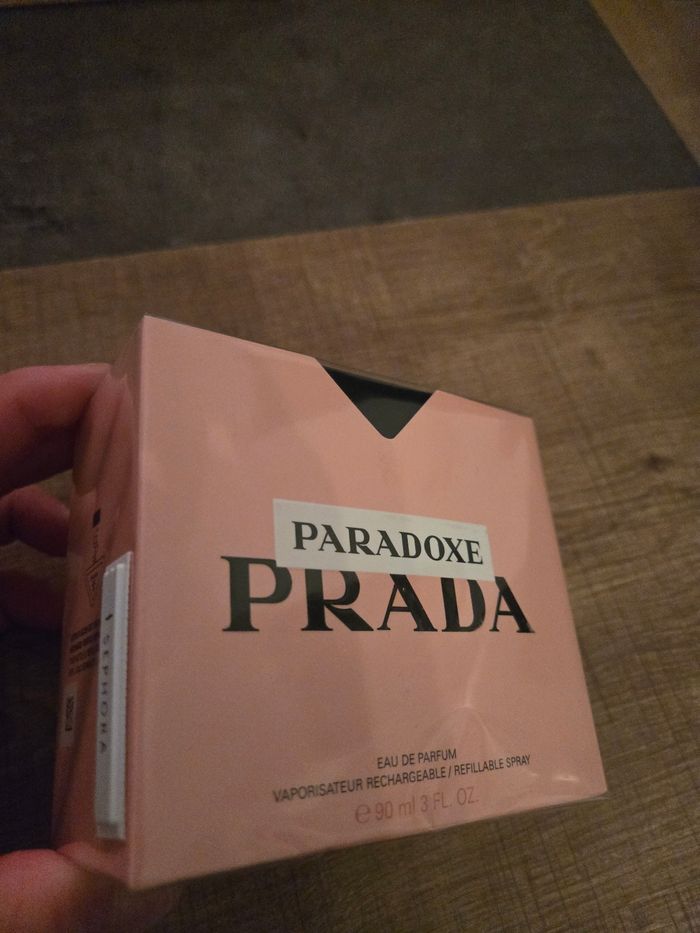 PARADOXE
PRADA
EAU DE PARFUM
VAPORISATEUR RECHARGEABLE / REFILLABLE SPRAY
℮ 90 ml 3 FL. OZ.
SEPHORA